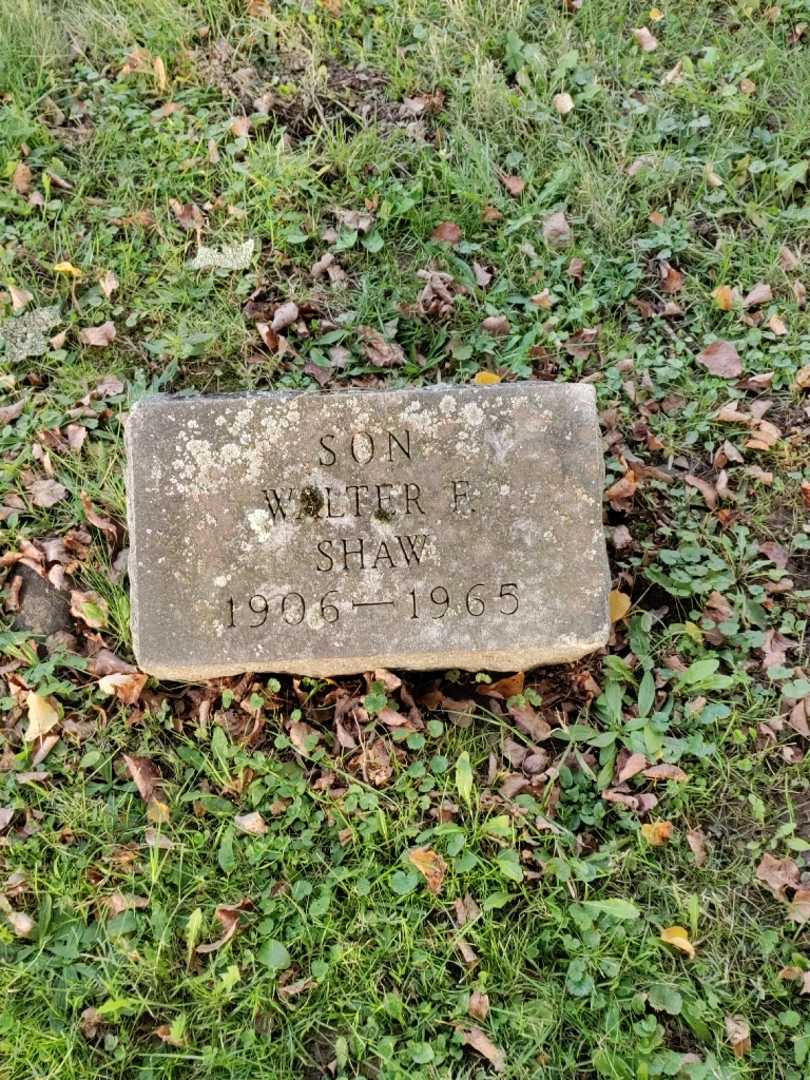 SON
WALTER F.
SHAW
1906—1965